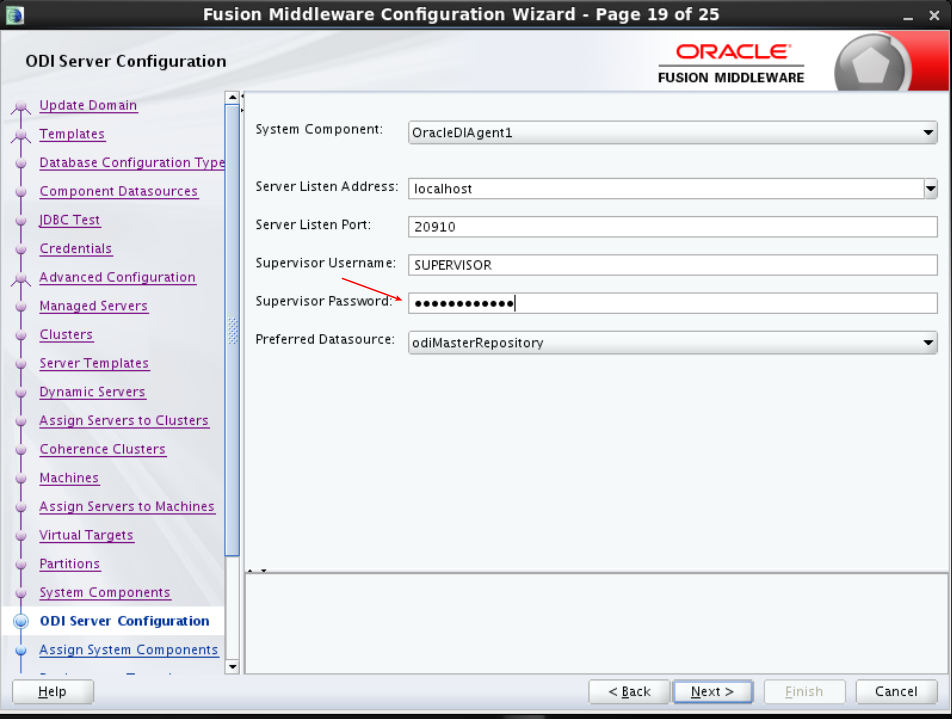 Fusion Middleware Configuration Wizard - Page 19 of 25
ODI Server Configuration
ORACLE
FUSION MIDDLEWARE
Update Domain
Templates
Database Configuration Type
Component Datasources
JDBC Test
Credentials
Advanced Configuration
Managed Servers
Clusters
Server Templates
Dynamic Servers
Assign Servers to Clusters
Coherence Clusters
Machines
Assign Servers to Machines
Virtual Targets
Partitions
System Components
ODI Server Configuration
Assign System Components
System Component: OracleDIAgent1
Server Listen Address: localhost
Server Listen Port: 20910
Supervisor Username: SUPERVISOR
Supervisor Password: ●●●●●●●●●●●●
Preferred Datasource: odiMasterRepository
Help
< Back
Next >
Finish
Cancel